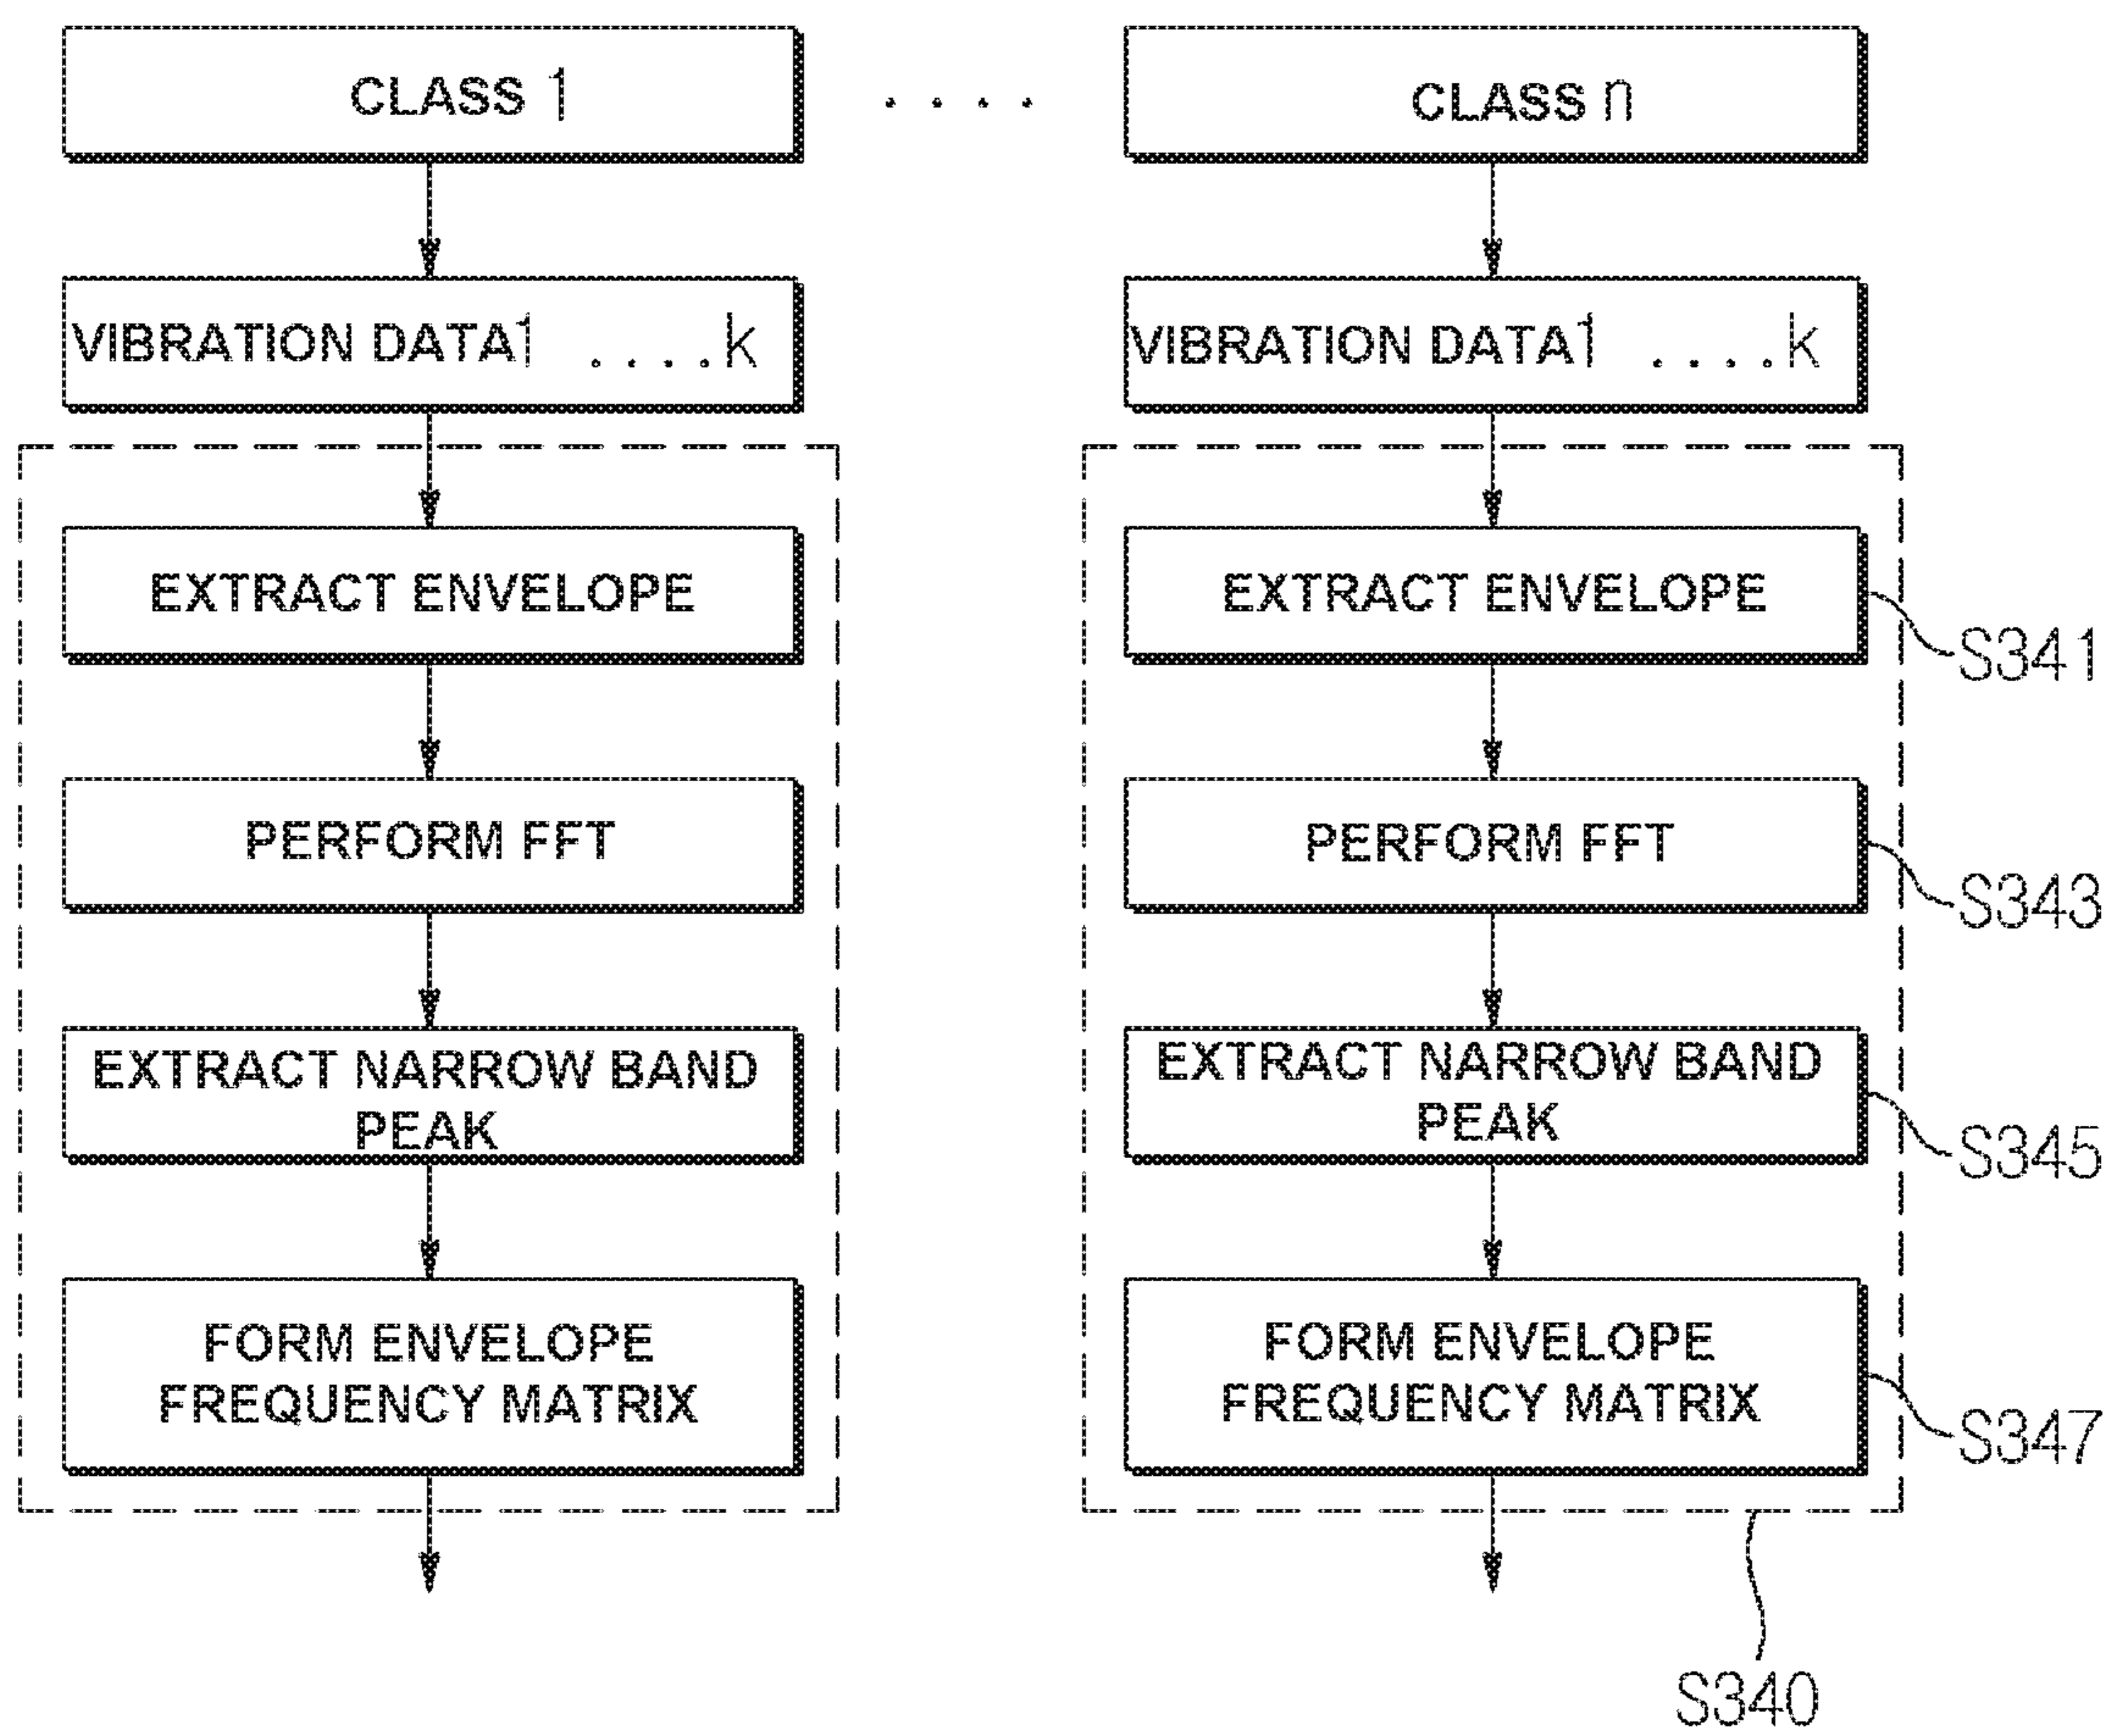 CLASS 1
. . . .
CLASS n
VIBRATION DATA1 ....k
VIBRATION DATA1 ....k
EXTRACT ENVELOPE
EXTRACT ENVELOPE
S341
PERFORM FFT
PERFORM FFT
S343
EXTRACT NARROW BAND
PEAK
EXTRACT NARROW BAND
PEAK
S345
FORM ENVELOPE
FREQUENCY MATRIX
FORM ENVELOPE
FREQUENCY MATRIX
S347
S340